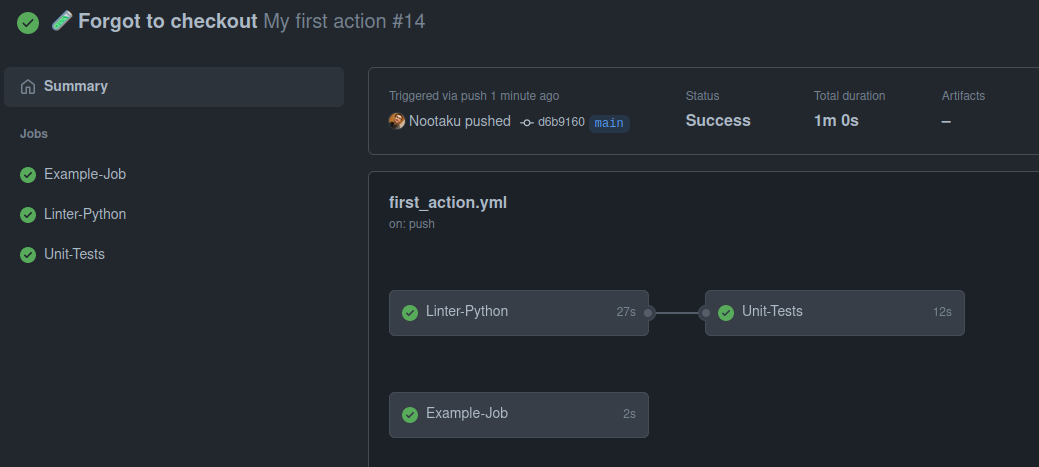 Forgot to checkout My first action #14
Summary
Jobs
Example-Job
Linter-Python
Unit-Tests
Triggered via push 1 minute ago
Nootaku pushed d6b9160 main
Status
Success
Total duration
1m 0s
Artifacts
–
first_action.yml
on: push
Linter-Python 27s
Unit-Tests 12s
Example-Job 2s